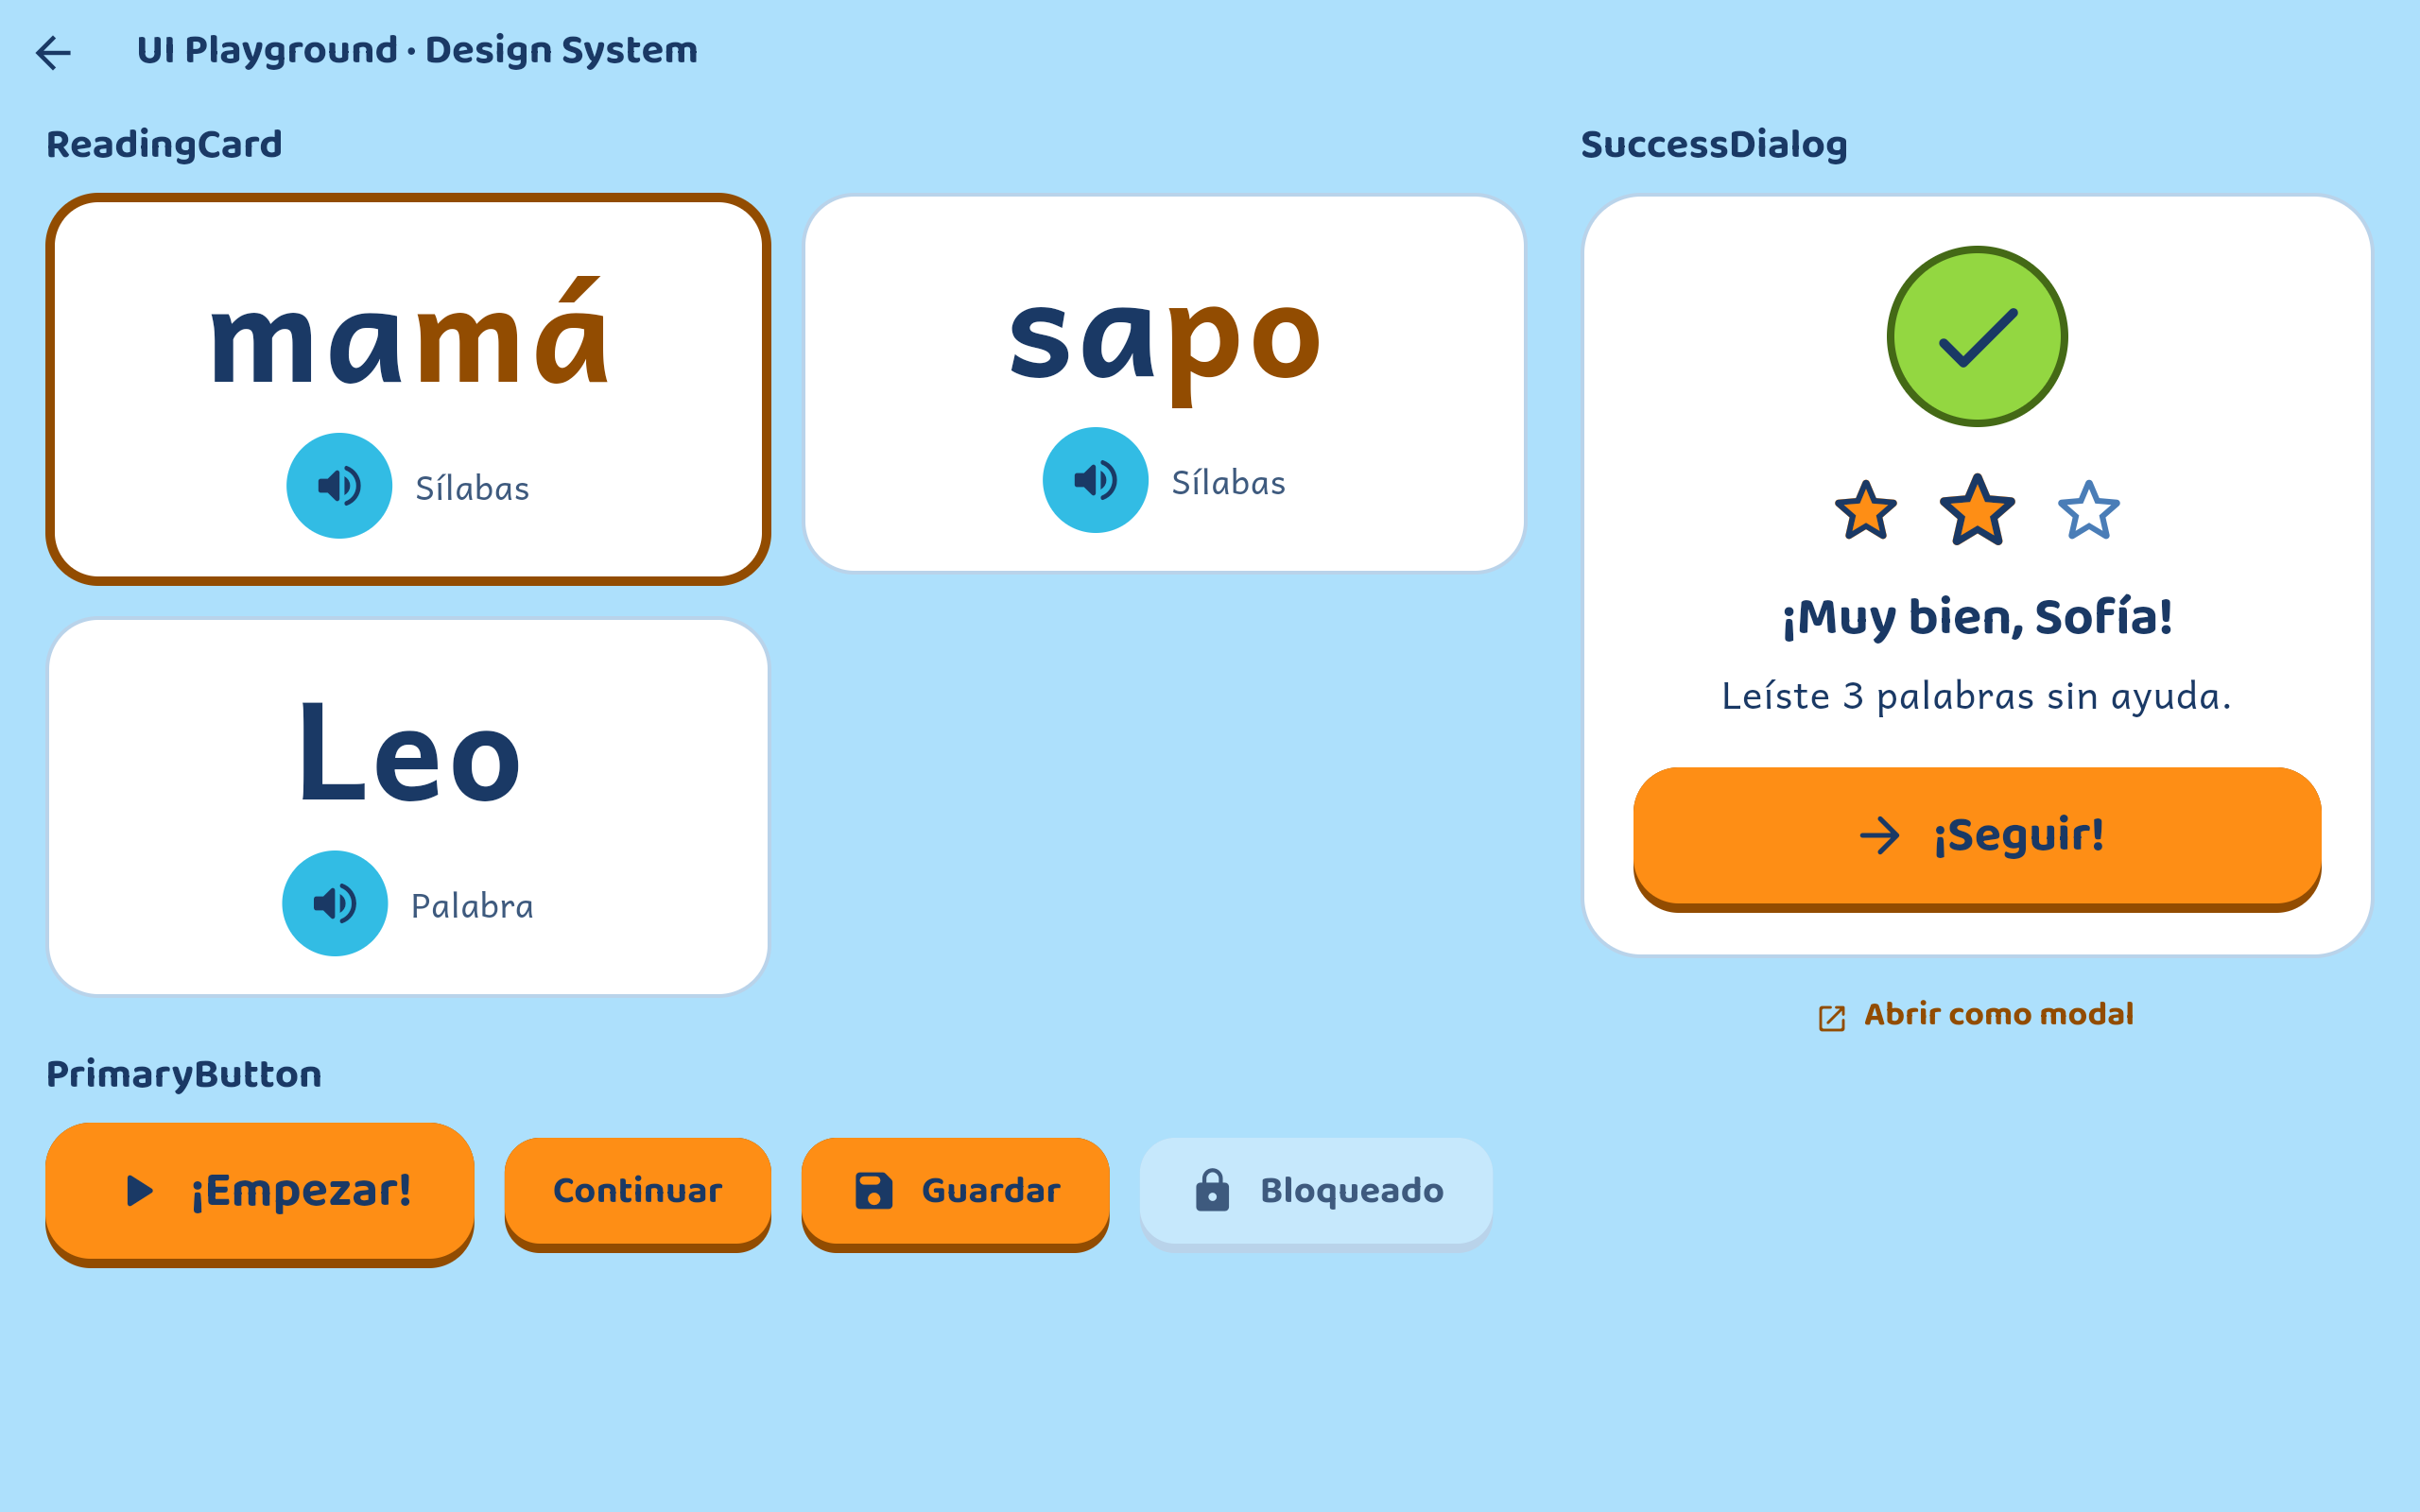 UI Playground · Design System
ReadingCard
mamá
Sílabas
sapo
Sílabas
Leo
Palabra
PrimaryButton
¡Empezar!
Continuar
Guardar
Bloqueado
SuccessDialog
¡Muy bien, Sofía!
Leíste 3 palabras sin ayuda.
¡Seguir!
Abrir como modal